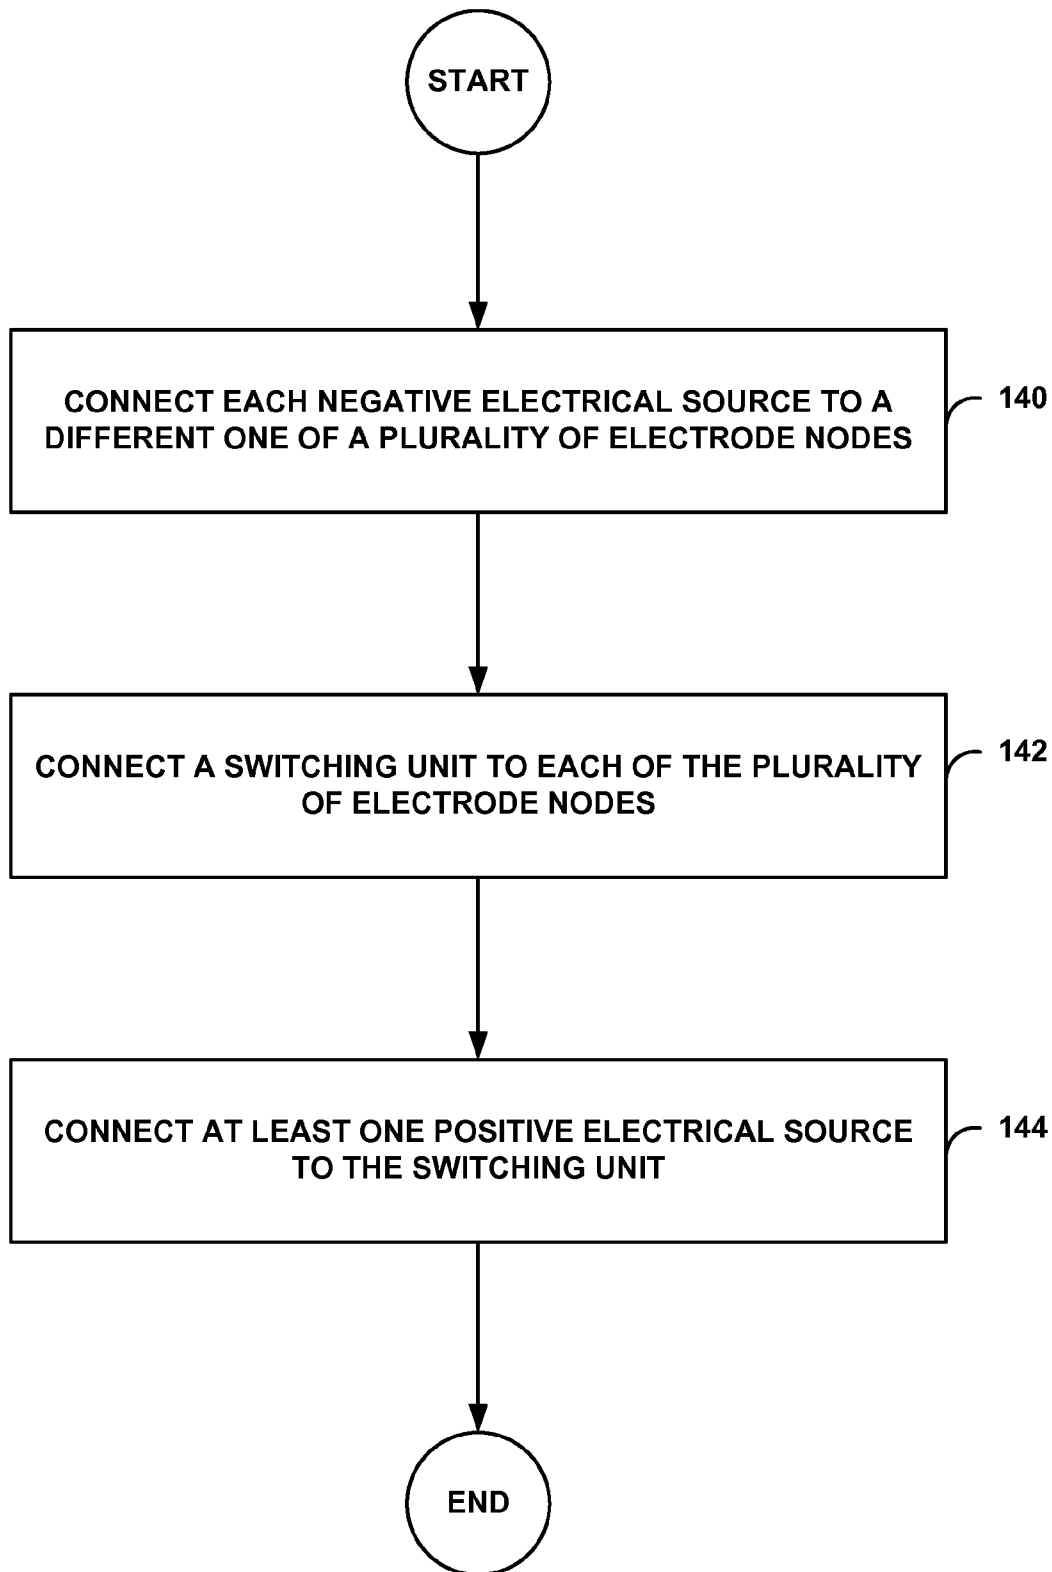 START
CONNECT EACH NEGATIVE ELECTRICAL SOURCE TO A
DIFFERENT ONE OF A PLURALITY OF ELECTRODE NODES
140
CONNECT A SWITCHING UNIT TO EACH OF THE PLURALITY
OF ELECTRODE NODES
142
CONNECT AT LEAST ONE POSITIVE ELECTRICAL SOURCE
TO THE SWITCHING UNIT
144
END